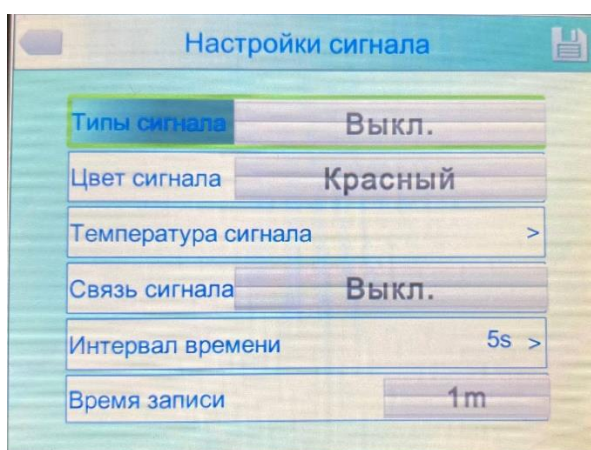 Настройки сигнала
Типы сигнала Выкл.
Цвет сигнала Красный
Температура сигнала >
Связь сигнала Выкл.
Интервал времени 5s >
Время записи 1m